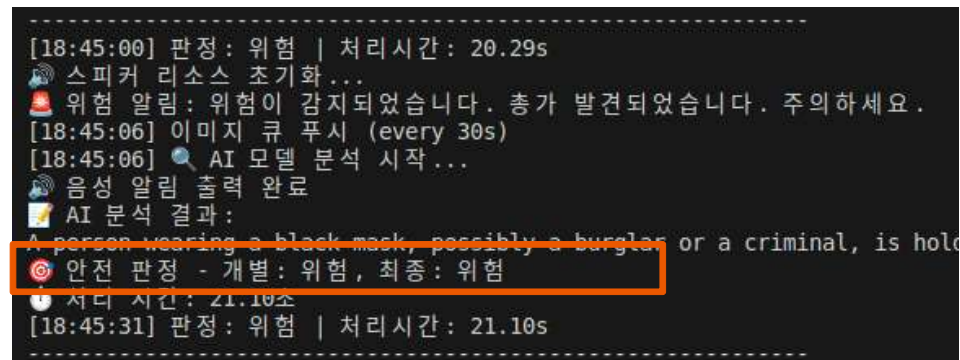 [18:45:00] 판정: 위험 | 처리시간: 20.29s
🔊 스피커 리소스 초기화...
🚨 위험 알림: 위험이 감지되었습니다. 총가 발견되었습니다. 주의하세요.
[18:45:06] 이미지 큐 푸시 (every 30s)
[18:45:06] 🔍 AI 모델 분석 시작...
🔊 음성 알림 출력 완료
📝 AI 분석 결과:
A person wearing a black mask, possibly a burglar or a criminal, is hold
🎯 안전 판정 - 개별: 위험, 최종: 위험
⏱ 처리 시간: 21.10초
[18:45:31] 판정: 위험 | 처리시간: 21.10s